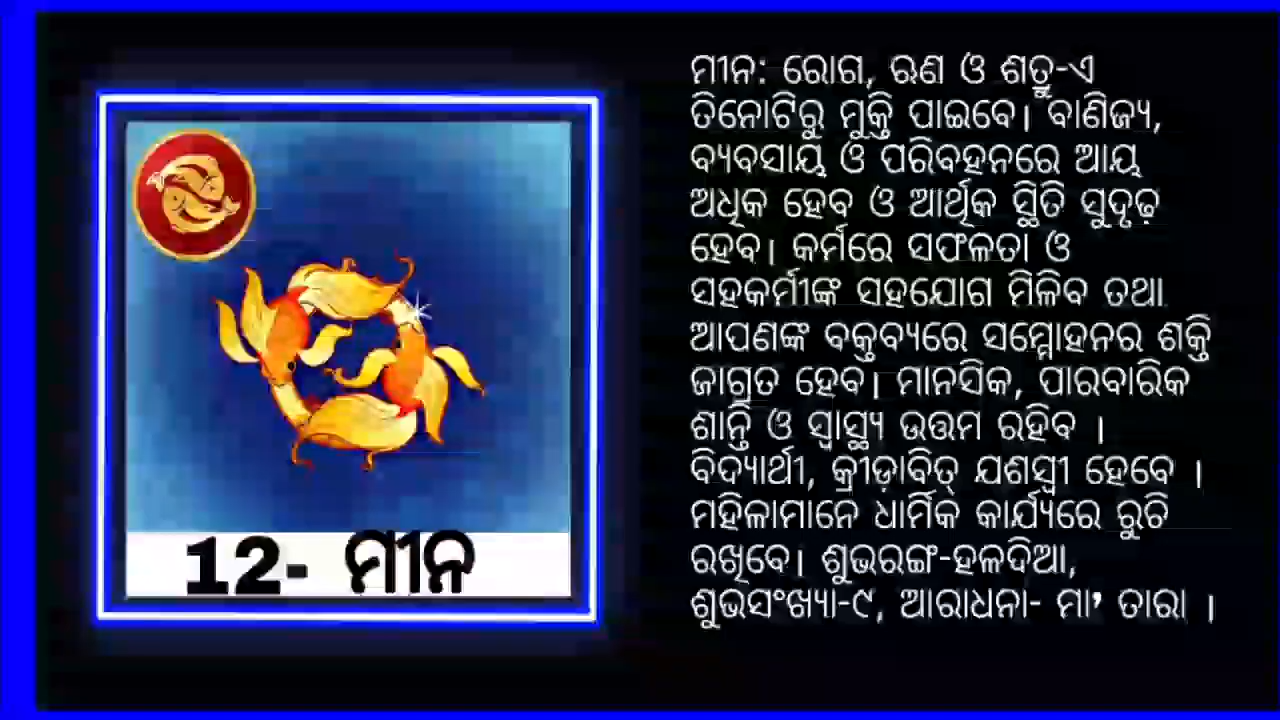 12- ମୀନ
ମୀନ: ରୋଗ, ଋଣ ଓ ଶତ୍ରୁ-ଏ
ତିନୋଟିରୁ ମୁକ୍ତି ପାଇବେ। ବାଣିଜ୍ୟ,
ବ୍ୟବସାୟ ଓ ପରିବହନରେ ଆୟ
ଅଧିକ ହେବ ଓ ଆର୍ଥିକ ସ୍ଥିତି ସୁଦୃଢ଼
ହେବ। କର୍ମରେ ସଫଳତା ଓ
ସହକର୍ମୀଙ୍କ ସହଯୋଗ ମିଳିବ ତଥା
ଆପଣଙ୍କ ବକ୍ତବ୍ୟରେ ସମ୍ମୋହନର ଶକ୍ତି
ଜାଗ୍ରତ ହେବ। ମାନସିକ, ପାରବାରିକ
ଶାନ୍ତି ଓ ସ୍ୱାସ୍ଥ୍ୟ ଉତ୍ତମ ରହିବ ।
ବିଦ୍ୟାର୍ଥୀ, କ୍ରୀଡ଼ାବିତ୍ ଯଶସ୍ୱୀ ହେବେ ।
ମହିଳାମାନେ ଧାର୍ମିକ କାର୍ଯ୍ୟରେ ରୁଚି
ରଖିବେ। ଶୁଭରଙ୍ଗ-ହଳଦିଆ,
ଶୁଭସଂଖ୍ୟା-୯, ଆରାଧନା- ମା’ ତାରା ।